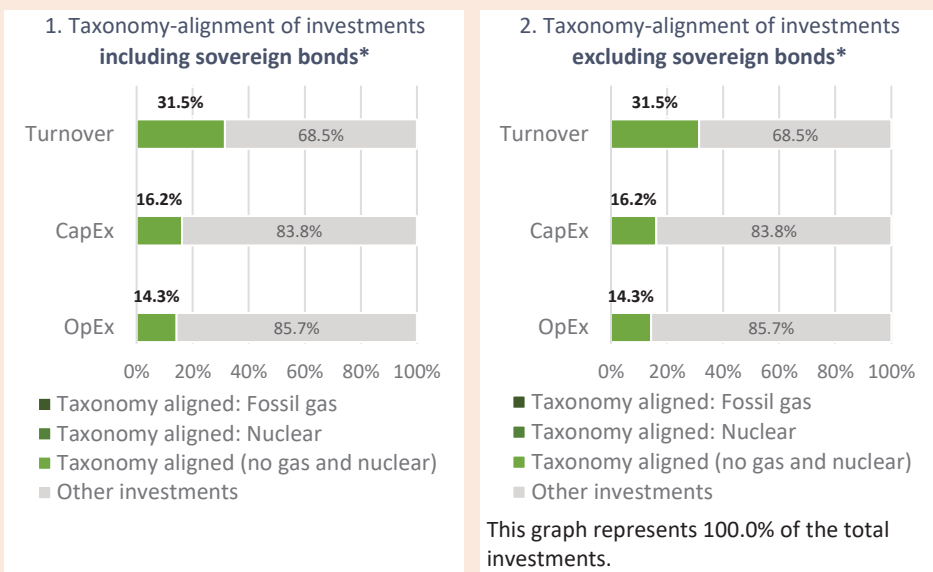 1. Taxonomy-alignment of investments
including sovereign bonds*
31.5%
Turnover
68.5%
16.2%
CapEx
83.8%
14.3%
OpEx
85.7%
0% 20% 40% 60% 80% 100%
Taxonomy aligned: Fossil gas
Taxonomy aligned: Nuclear
Taxonomy aligned (no gas and nuclear)
Other investments
2. Taxonomy-alignment of investments
excluding sovereign bonds*
31.5%
Turnover
68.5%
16.2%
CapEx
83.8%
14.3%
OpEx
85.7%
0% 20% 40% 60% 80% 100%
Taxonomy aligned: Fossil gas
Taxonomy aligned: Nuclear
Taxonomy aligned (no gas and nuclear)
Other investments
This graph represents 100.0% of the total
investments.